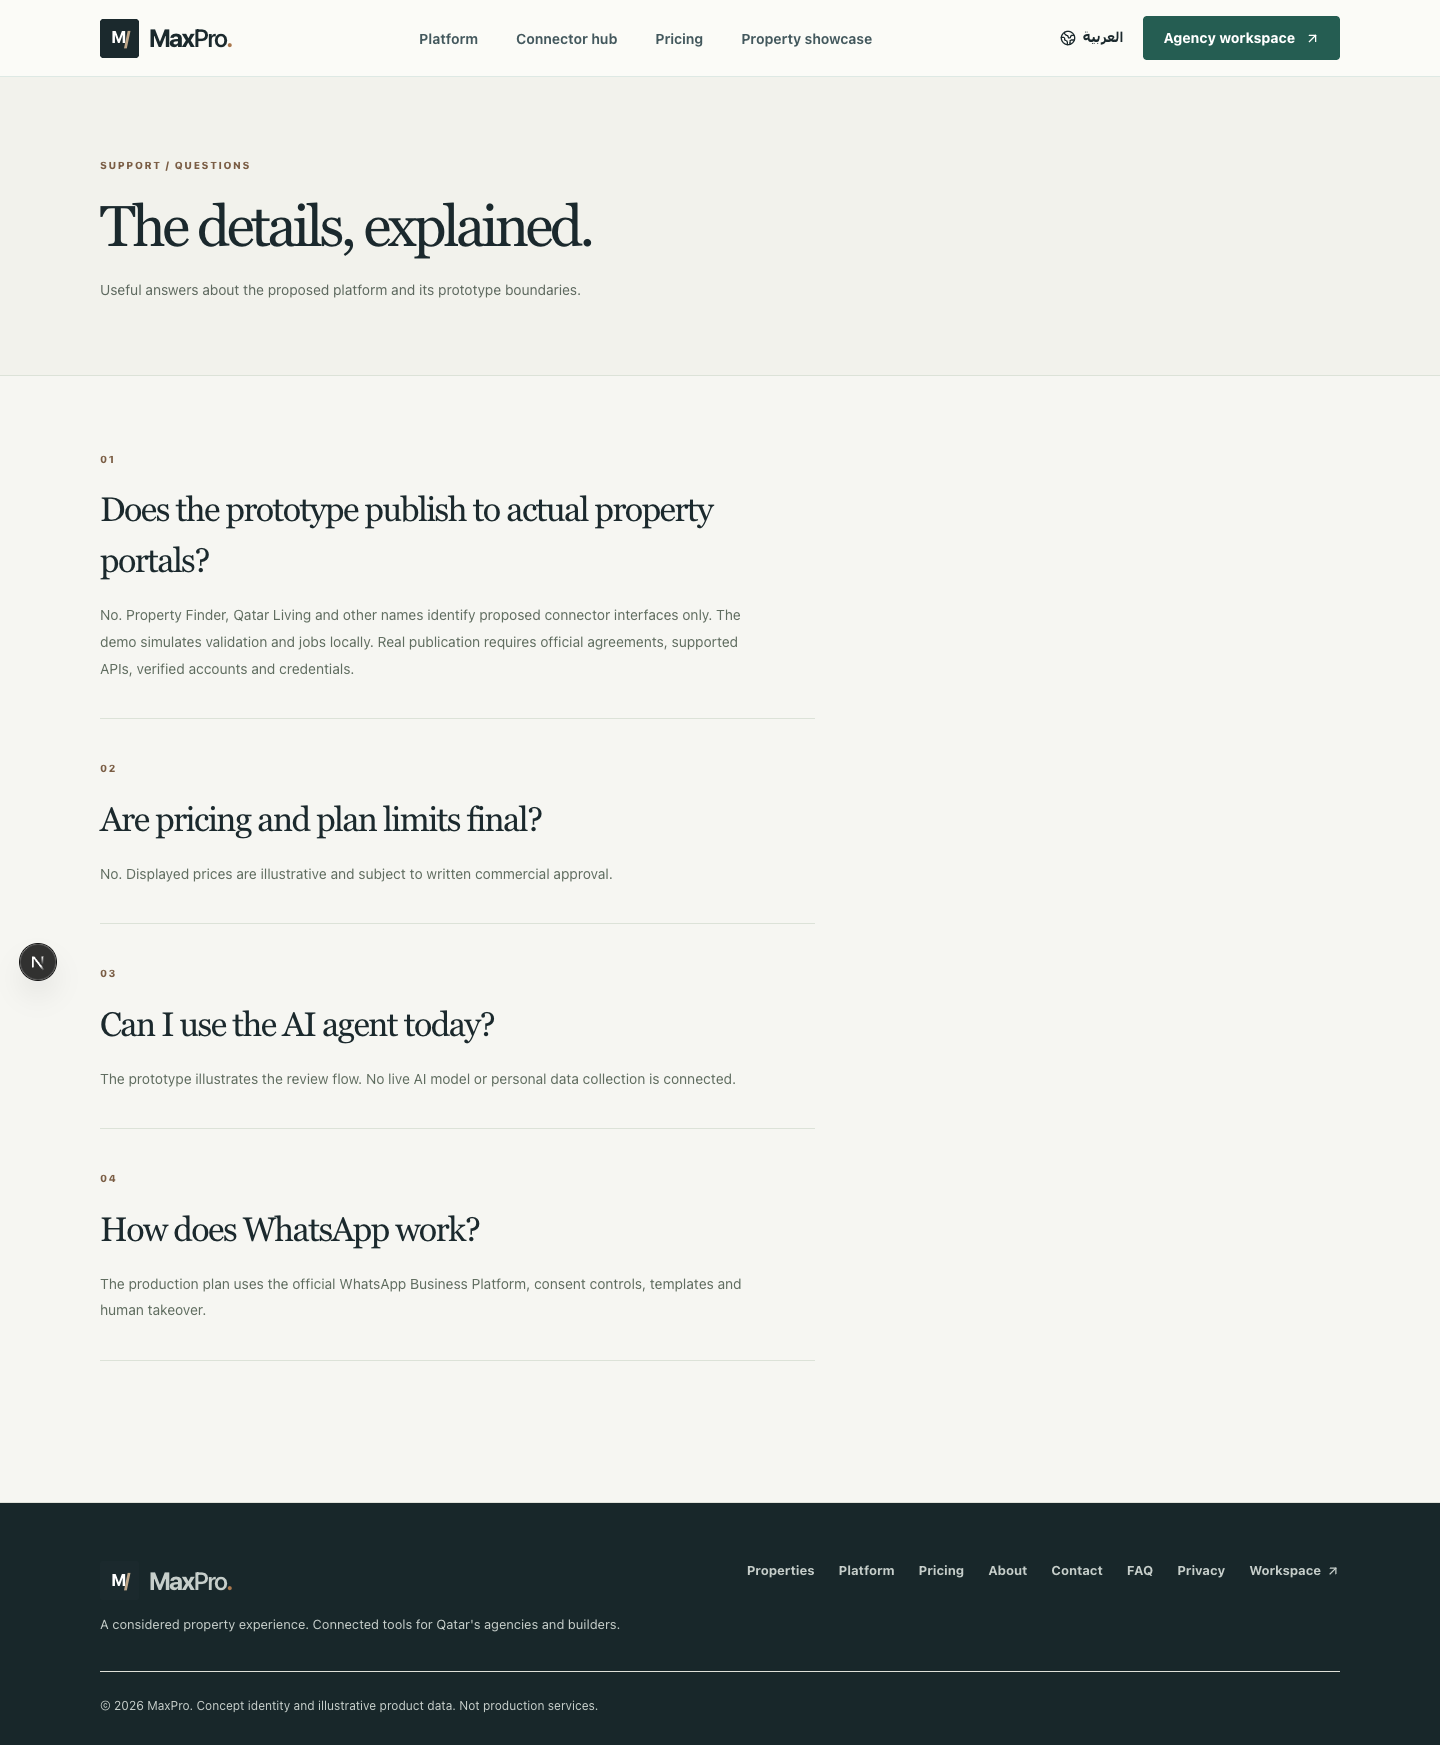 M/ MaxPro.
Platform
Connector hub
Pricing
Property showcase
العربية
Agency workspace
SUPPORT / QUESTIONS
The details, explained.
Useful answers about the proposed platform and its prototype boundaries.
01
Does the prototype publish to actual property
portals?
No. Property Finder, Qatar Living and other names identify proposed connector interfaces only. The
demo simulates validation and jobs locally. Real publication requires official agreements, supported
APIs, verified accounts and credentials.
02
Are pricing and plan limits final?
No. Displayed prices are illustrative and subject to written commercial approval.
03
Can I use the AI agent today?
The prototype illustrates the review flow. No live AI model or personal data collection is connected.
04
How does WhatsApp work?
The production plan uses the official WhatsApp Business Platform, consent controls, templates and
human takeover.
N
M/ MaxPro.
Properties
Platform
Pricing
About
Contact
FAQ
Privacy
Workspace
A considered property experience. Connected tools for Qatar's agencies and builders.
© 2026 MaxPro. Concept identity and illustrative product data. Not production services.